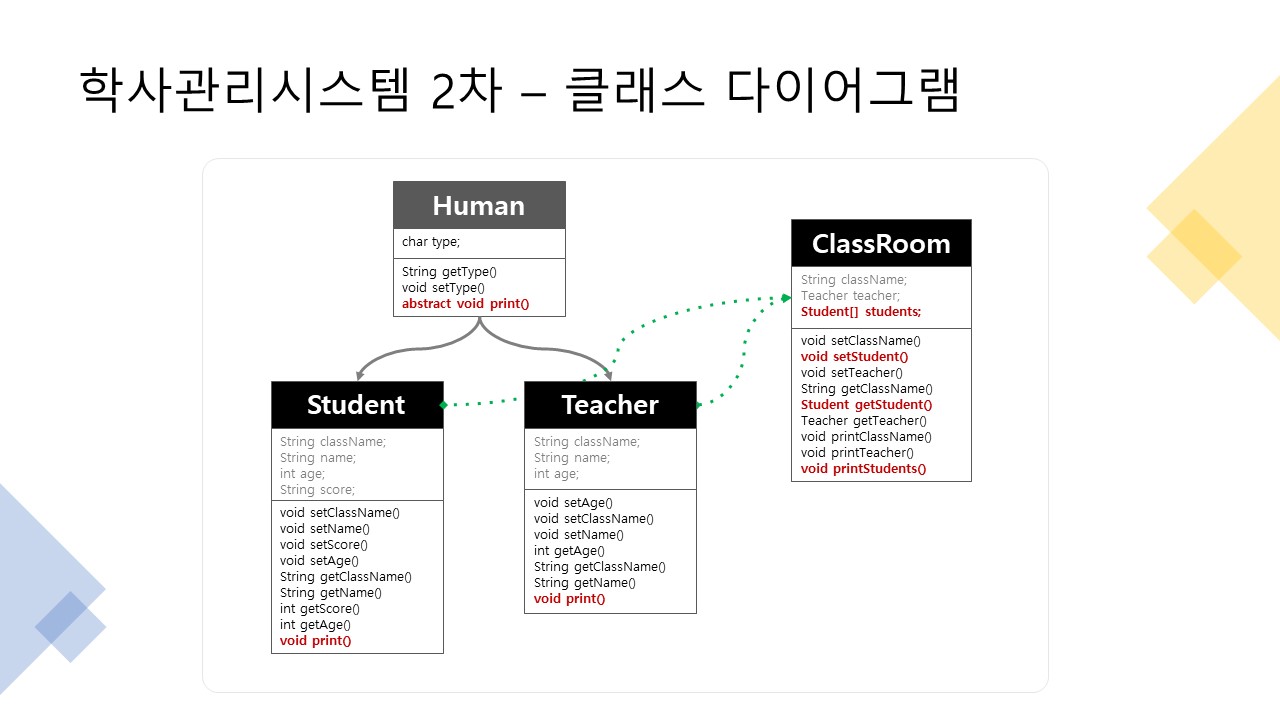 학사관리시스템 2차 – 클래스 다이어그램
Human
char type;
String getType()
void setType()
abstract void print()
Student
String className;
String name;
int age;
String score;
void setClassName()
void setName()
void setScore()
void setAge()
String getClassName()
String getName()
int getScore()
int getAge()
void print()
Teacher
String className;
String name;
int age;
void setAge()
void setClassName()
void setName()
int getAge()
String getClassName()
String getName()
void print()
ClassRoom
String className;
Teacher teacher;
Student[] students;
void setClassName()
void setStudent()
void setTeacher()
String getClassName()
Student getStudent()
Teacher getTeacher()
void printClassName()
void printTeacher()
void printStudents()